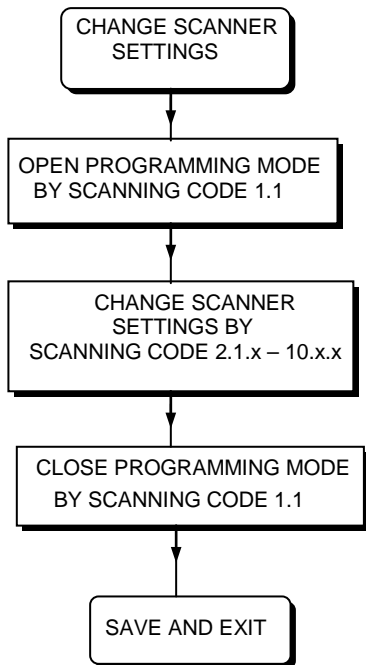 CHANGE SCANNER
SETTINGS
OPEN PROGRAMMING MODE
BY SCANNING CODE 1.1
CHANGE SCANNER
SETTINGS BY
SCANNING CODE 2.1.x – 10.x.x
CLOSE PROGRAMMING MODE
BY SCANNING CODE 1.1
SAVE AND EXIT